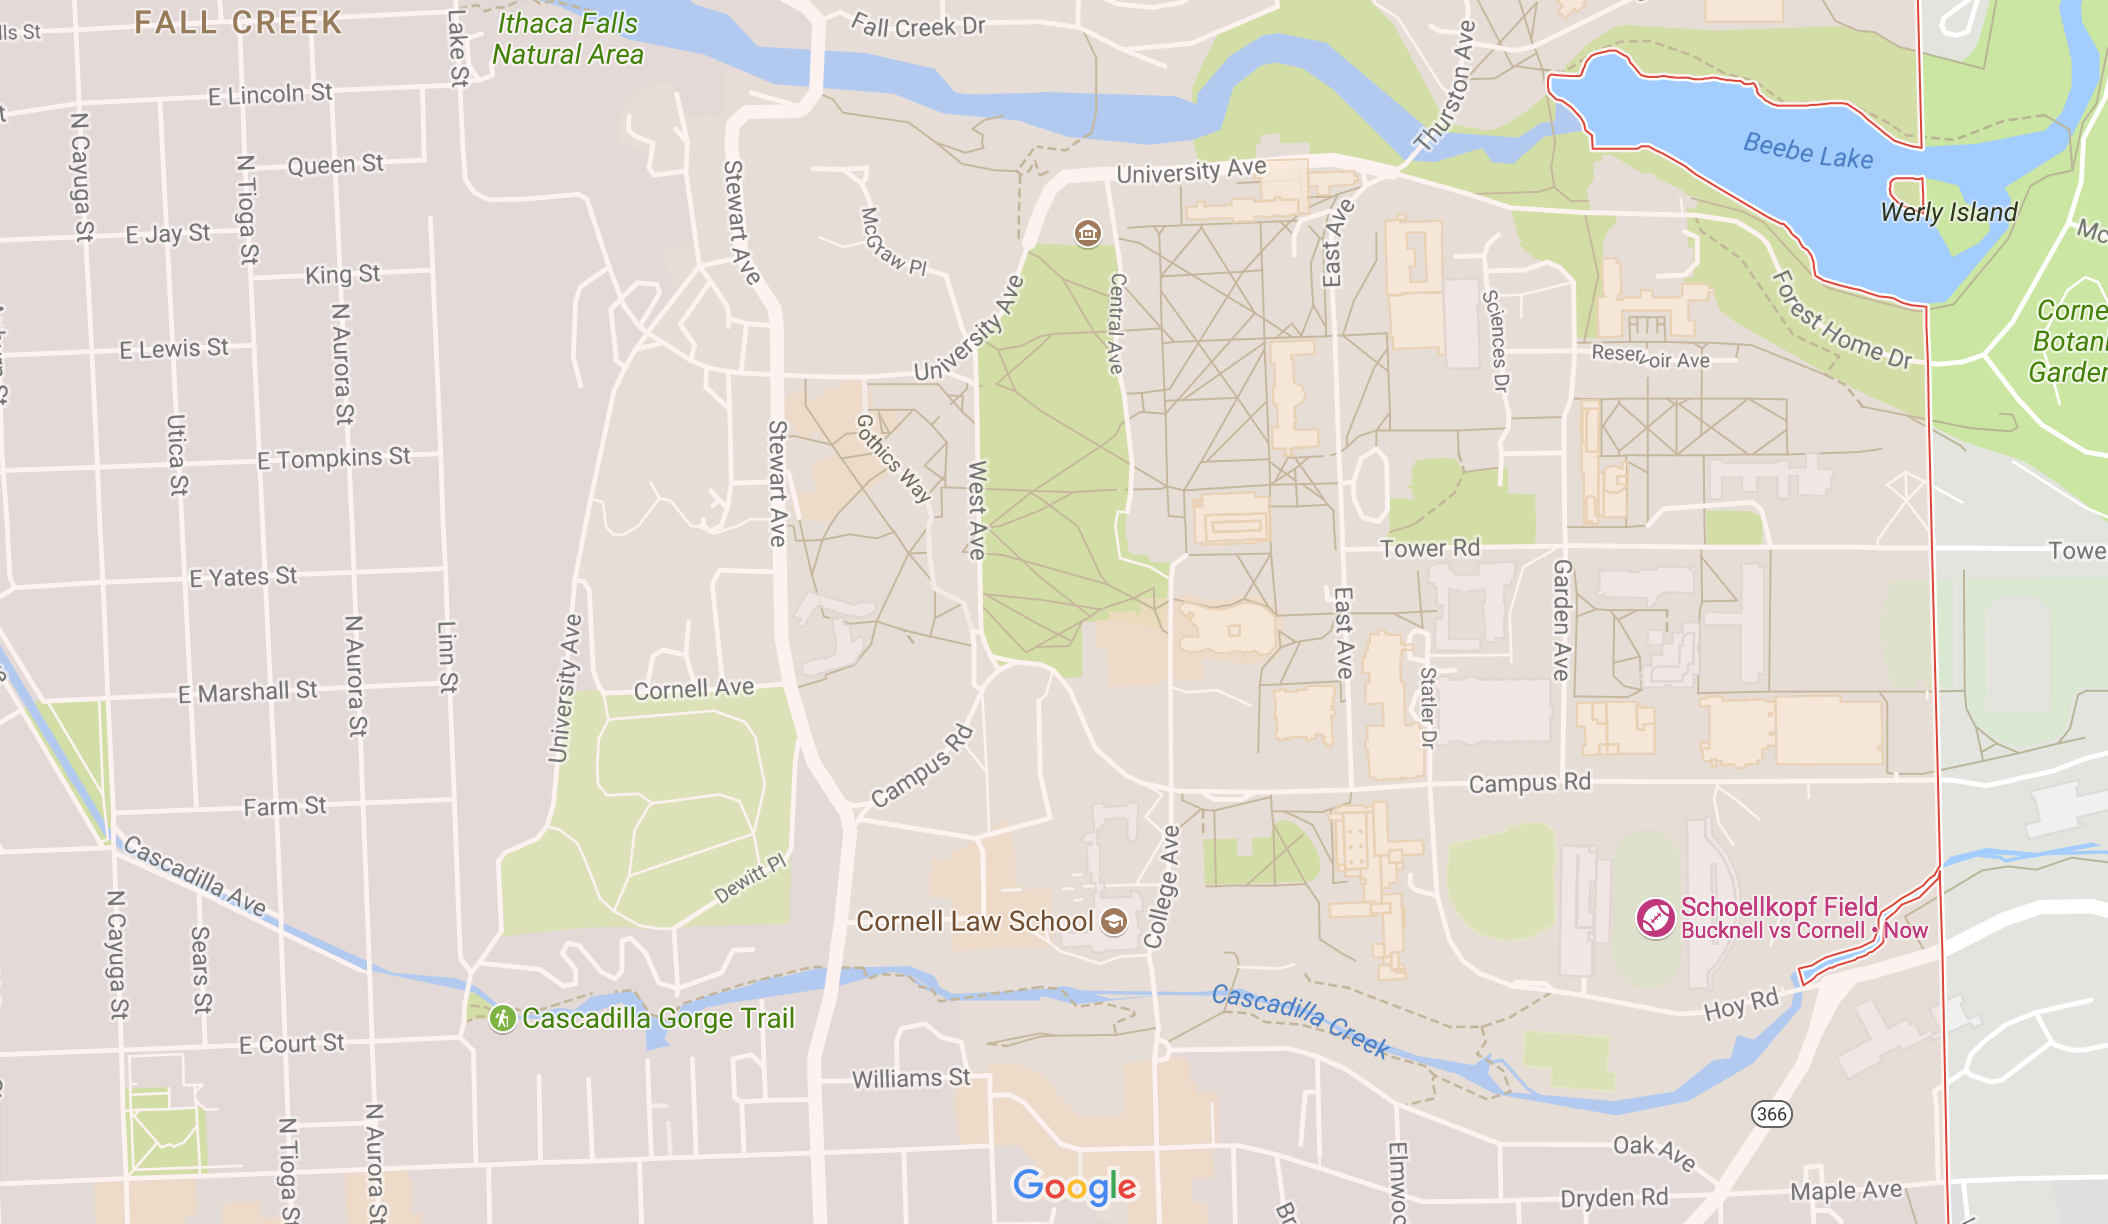 FALL CREEK
lls St
Lake St
Ithaca Falls
Natural Area
Fall Creek Dr
Thurston Ave
E Lincoln St
N Cayuga St
N Tioga St
Queen St
Stewart Ave
University Ave
Beebe Lake
Werly Island
E Jay St
McGraw Pl
East Ave
Mc
King St
Central Ave
Sciences Dr
Forest Home Dr
Corne
Botani
Garden
N Aurora St
E Lewis St
University Ave
Reservoir Ave
Utica St
E Tompkins St
Stewart Ave
Gothics Way
West Ave
Tower Rd
Towe
E Yates St
Garden Ave
East Ave
N Aurora St
Linn St
University Ave
E Marshall St
Cornell Ave
Statler Dr
Campus Rd
Campus Rd
Farm St
Cascadilla Ave
Dewitt Pl
College Ave
N Cayuga St
Sears St
Cornell Law School
Schoellkopf Field
Bucknell vs Cornell • Now
Cascadilla Gorge Trail
Cascadilla Creek
Hoy Rd
E Court St
Williams St
366
N Tioga St
N Aurora St
Elmwoo
Oak Ave
Google
Br
Dryden Rd
Maple Ave